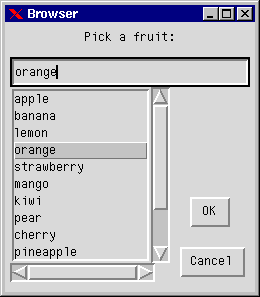 Browser
Pick a fruit:
orange
apple
banana
lemon
orange
strawberry
mango
kiwi
pear
cherry
pineapple
OK
Cancel